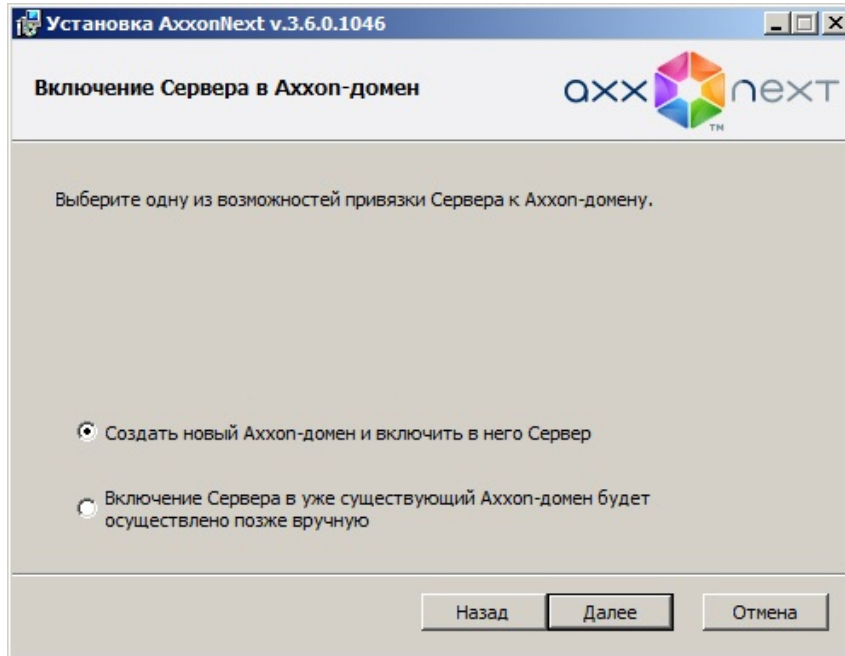 Установка AxxonNext v.3.6.0.1046
Включение Сервера в Axxon-домен
axx next
TM
Выберите одну из возможностей привязки Сервера к Axxon-домену.
Создать новый Axxon-домен и включить в него Сервер
Включение Сервера в уже существующий Axxon-домен будет
осуществлено позже вручную
Назад Далее Отмена